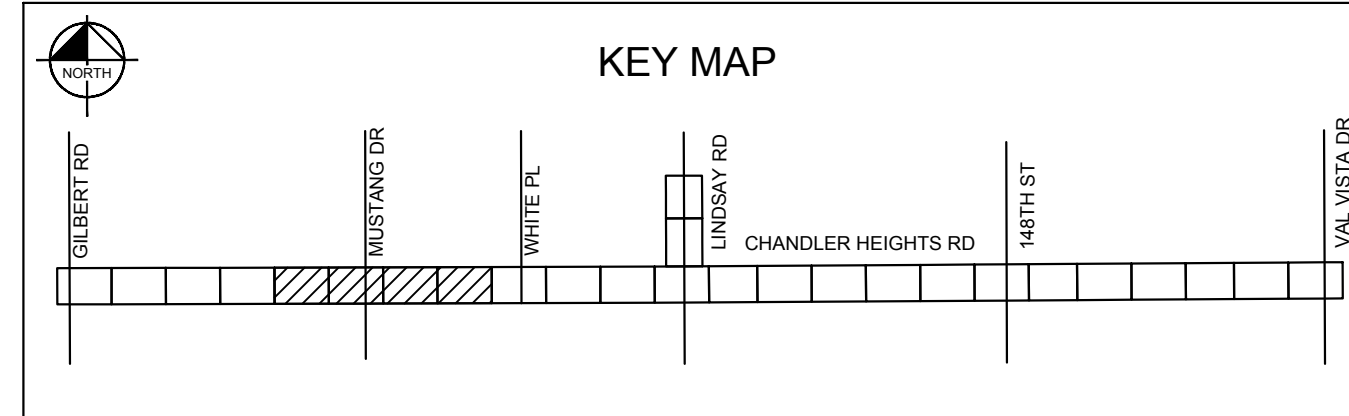 KEY MAP
NORTH
GILBERT RD
MUSTANG DR
WHITE PL
LINDSAY RD
CHANDLER HEIGHTS RD
148TH ST
VAL VISTA DR